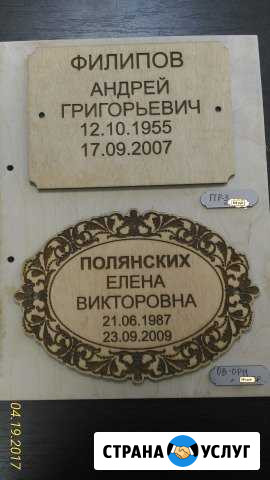 ФИЛИПОВ
АНДРЕЙ
ГРИГОРЬЕВИЧ
12.10.1955
17.09.2007
ПОЛЯНСКИХ
ЕЛЕНА
ВИКТОРОВНА
21.06.1987
23.09.2009
04.19.2017
СТРАНА УСЛУГ